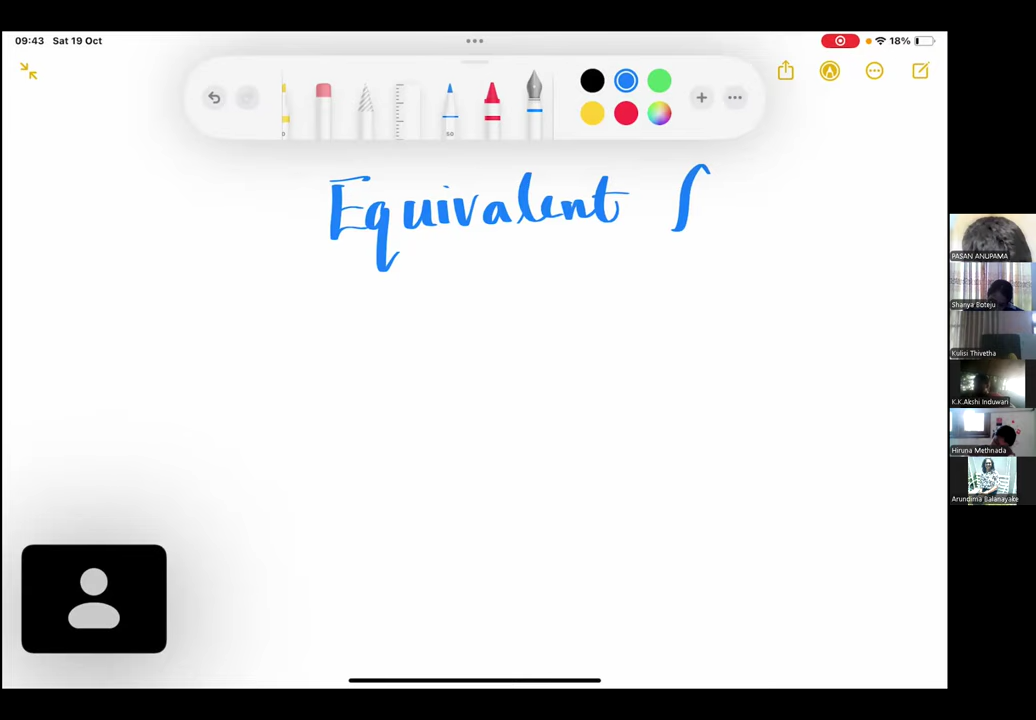 09:43 Sat 19 Oct
18%
50
Equivalent
PASAN ANUPAMA
Shanya Boteju
Kulisi Thivetha
K.K.Akshi Induwari
Hiruna Methnada
Arundima Balanayake